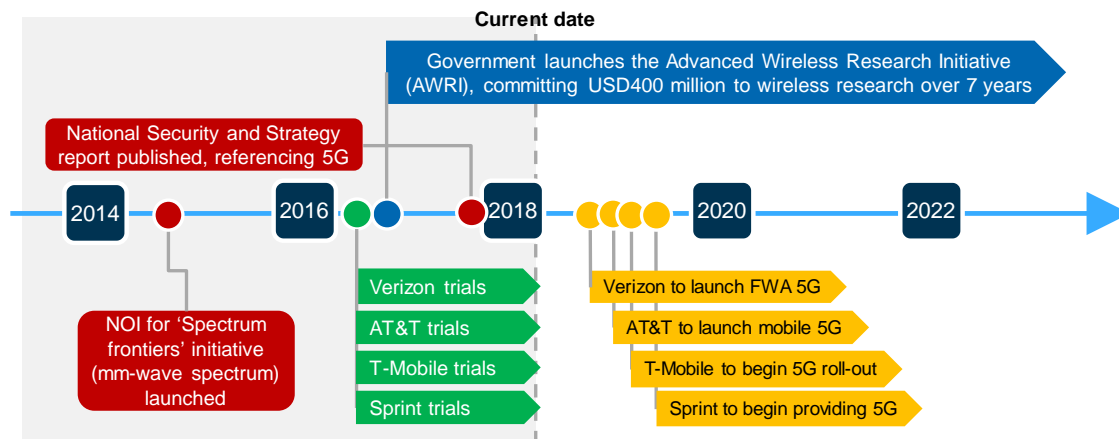 Current date
Government launches the Advanced Wireless Research Initiative
(AWRI), committing USD400 million to wireless research over 7 years
National Security and Strategy
report published, referencing 5G
2014
2016
2018
2020
2022
Verizon trials
AT&T trials
T-Mobile trials
Sprint trials
NOI for ‘Spectrum
frontiers’ initiative
(mm-wave spectrum)
launched
Verizon to launch FWA 5G
AT&T to launch mobile 5G
T-Mobile to begin 5G roll-out
Sprint to begin providing 5G